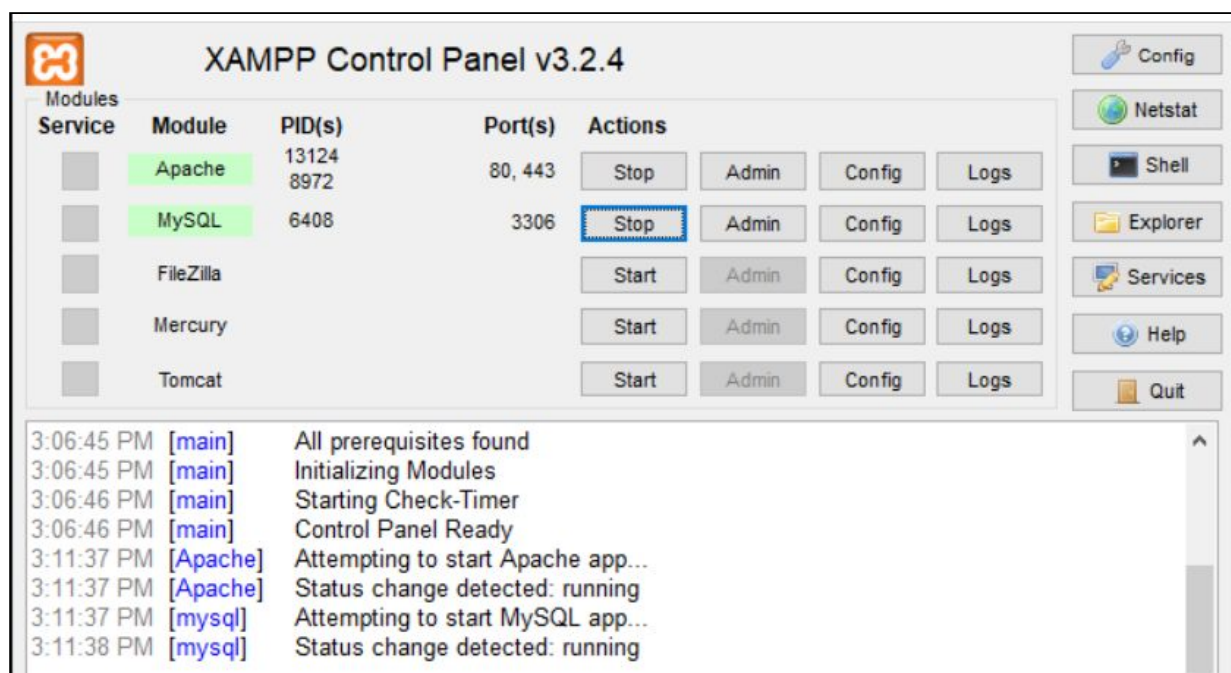 XAMPP Control Panel v3.2.4
Config
Modules
Service Module PID(s) Port(s) Actions
Netstat
Apache 13124 8972 80, 443 Stop Admin Config Logs
Shell
MySQL 6408 3306 Stop Admin Config Logs
Explorer
FileZilla Start Admin Config Logs
Services
Mercury Start Admin Config Logs
Help
Tomcat Start Admin Config Logs
Quit
3:06:45 PM [main] All prerequisites found
3:06:45 PM [main] Initializing Modules
3:06:46 PM [main] Starting Check-Timer
3:06:46 PM [main] Control Panel Ready
3:11:37 PM [Apache] Attempting to start Apache app...
3:11:37 PM [Apache] Status change detected: running
3:11:37 PM [mysql] Attempting to start MySQL app...
3:11:38 PM [mysql] Status change detected: running